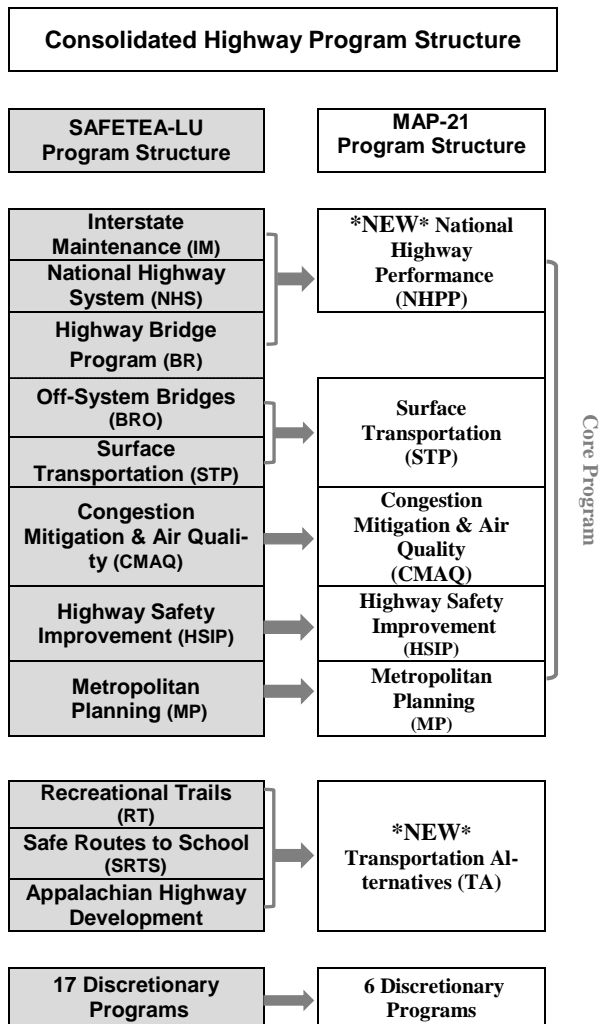 Consolidated Highway Program Structure
SAFETEA-LU
Program Structure
MAP-21
Program Structure
Interstate
Maintenance (IM)
National Highway
System (NHS)
Highway Bridge
Program (BR)
*NEW* National
Highway
Performance
(NHPP)
Off-System Bridges
(BRO)
Surface
Transportation (STP)
Surface
Transportation
(STP)
Congestion
Mitigation & Air Quali-
ty (CMAQ)
Congestion
Mitigation & Air
Quality
(CMAQ)
Highway Safety
Improvement (HSIP)
Highway Safety
Improvement
(HSIP)
Metropolitan
Planning (MP)
Metropolitan
Planning
(MP)
Core Program
Recreational Trails
(RT)
Safe Routes to School
(SRTS)
Appalachian Highway
Development
*NEW*
Transportation Al-
ternatives (TA)
17 Discretionary
Programs
6 Discretionary
Programs